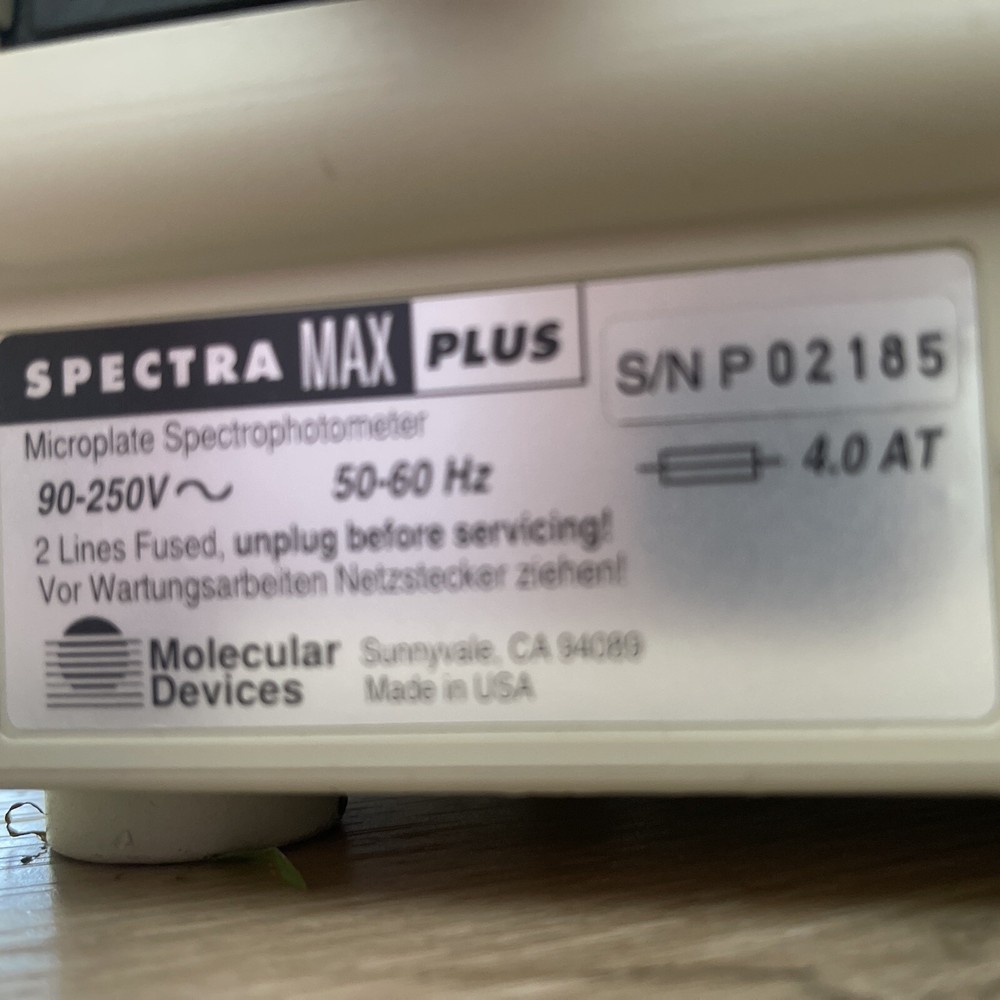 SPECTRA MAX PLUS
S/N P 02185
Microplate Spectrophotometer
4.0 AT
90-250V~ 50-60 Hz
2 Lines Fused, unplug before servicing!
Vor Wartungsarbeiten Netzstecker ziehen!
Molecular Devices
Sunnyvale, CA 94089
Made in USA